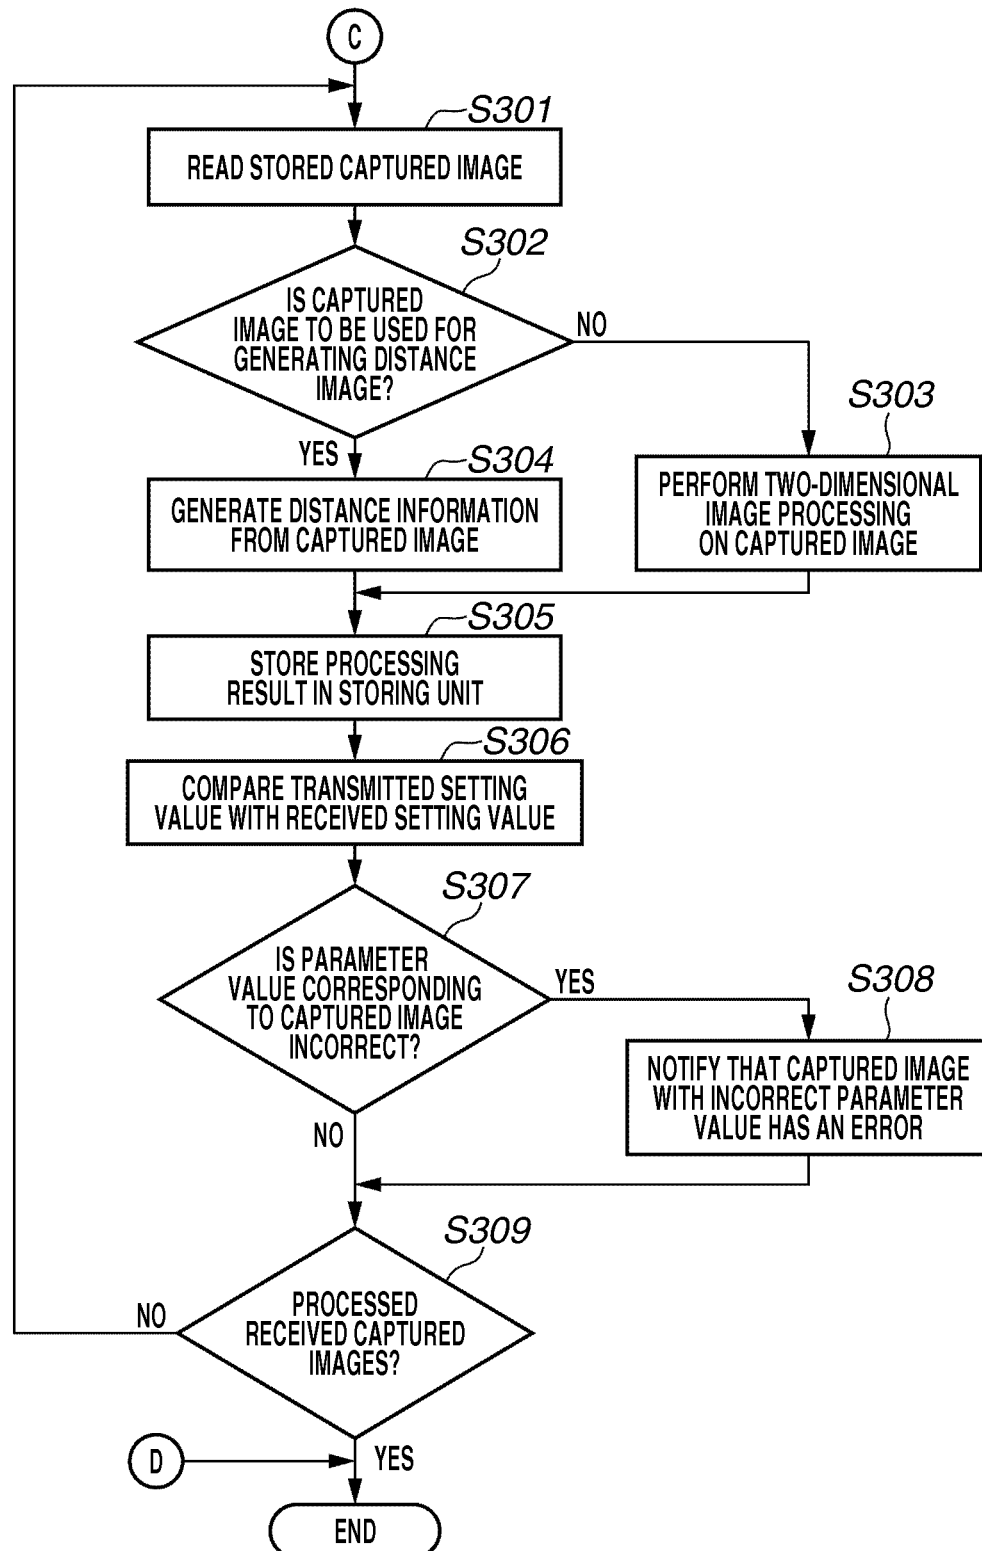 C
S301
READ STORED CAPTURED IMAGE
S302
IS CAPTURED
IMAGE TO BE USED FOR
GENERATING DISTANCE
IMAGE?
NO
S303
PERFORM TWO-DIMENSIONAL
IMAGE PROCESSING
ON CAPTURED IMAGE
YES
S304
GENERATE DISTANCE INFORMATION
FROM CAPTURED IMAGE
S305
STORE PROCESSING
RESULT IN STORING UNIT
S306
COMPARE TRANSMITTED SETTING
VALUE WITH RECEIVED SETTING VALUE
S307
IS PARAMETER
VALUE CORRESPONDING
TO CAPTURED IMAGE
INCORRECT?
YES
S308
NOTIFY THAT CAPTURED IMAGE
WITH INCORRECT PARAMETER
VALUE HAS AN ERROR
NO
S309
PROCESSED
RECEIVED CAPTURED
IMAGES?
NO
YES
D
END